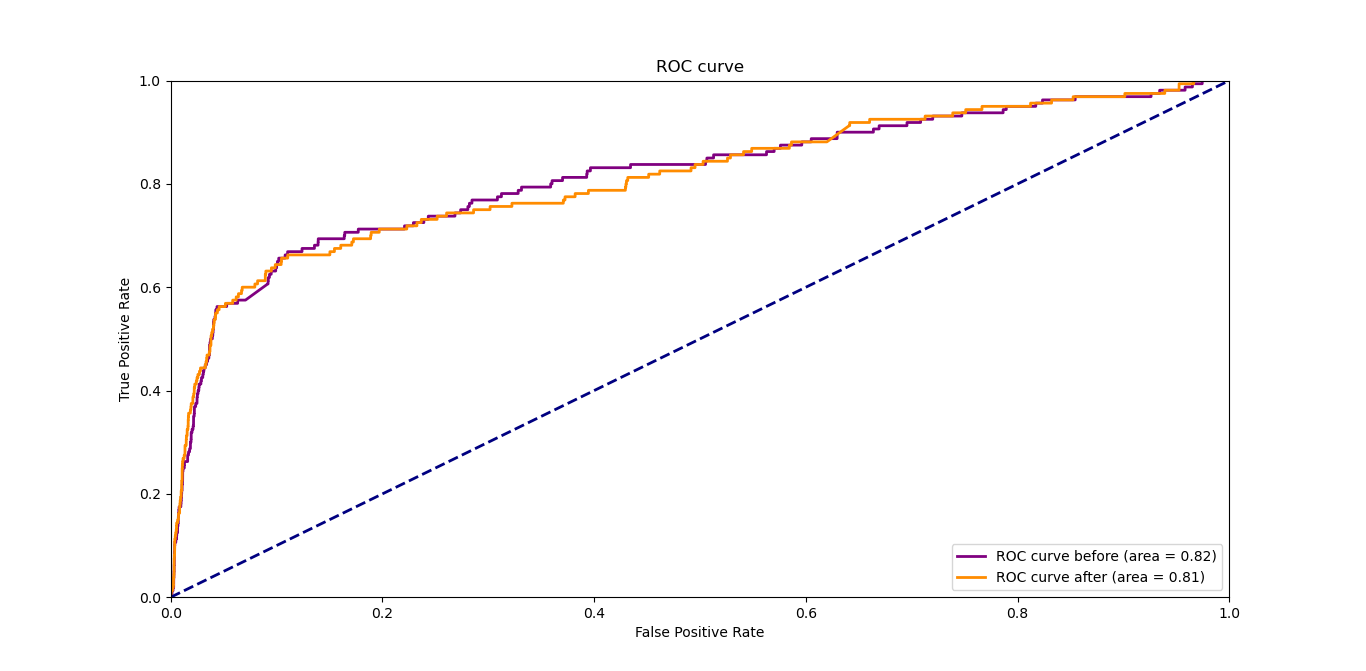 ROC curve
1.0
0.8
0.6
0.4
0.2
0.0
True Positive Rate
0.0 0.2 0.4 0.6 0.8 1.0
False Positive Rate
ROC curve before (area = 0.82)
ROC curve after (area = 0.81)